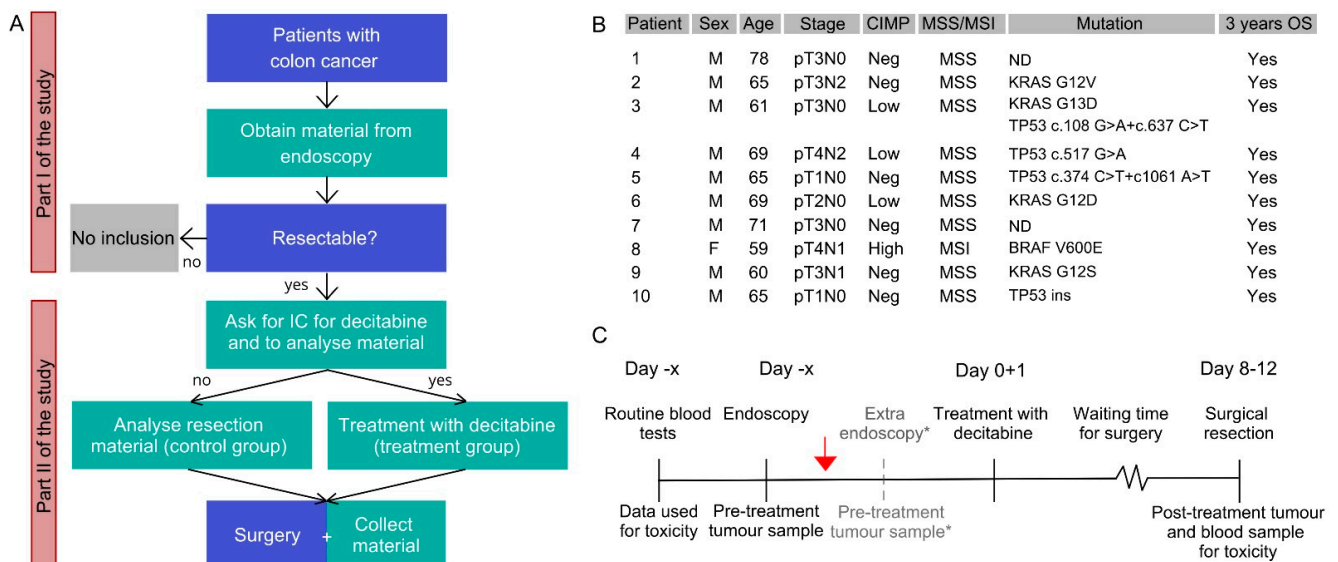 A
Part I of the study
Patients with
colon cancer
Obtain material from
endoscopy
Resectable?
No inclusion
no
yes
Part II of the study
Ask for IC for decitabine
and to analyse material
no
yes
Analyse resection
material (control group)
Treatment with decitabine
(treatment group)
Surgery + Collect
material
B
Patient Sex Age Stage CIMP MSS/MSI Mutation 3 years OS
1 M 78 pT3N0 Neg MSS ND Yes
2 M 65 pT3N2 Neg MSS KRAS G12V Yes
3 M 61 pT3N0 Low MSS KRAS G13D Yes
TP53 c.108 G>A+c.637 C>T
4 M 69 pT4N2 Low MSS TP53 c.517 G>A Yes
5 M 65 pT1N0 Neg MSS TP53 c.374 C>T+c1061 A>T Yes
6 M 69 pT2N0 Low MSS KRAS G12D Yes
7 M 71 pT3N0 Neg MSS ND Yes
8 F 59 pT4N1 High MSI BRAF V600E Yes
9 M 60 pT3N1 Neg MSS KRAS G12S Yes
10 M 65 pT1N0 Neg MSS TP53 ins Yes
C
Day -x Day -x Day 0+1 Day 8-12
Routine blood
tests
Endoscopy
Extra
endoscopy*
Treatment with
decitabine
Waiting time
for surgery
Surgical
resection
Data used
for toxicity
Pre-treatment
tumour sample
Pre-treatment
tumour sample*
Post-treatment tumour
and blood sample
for toxicity